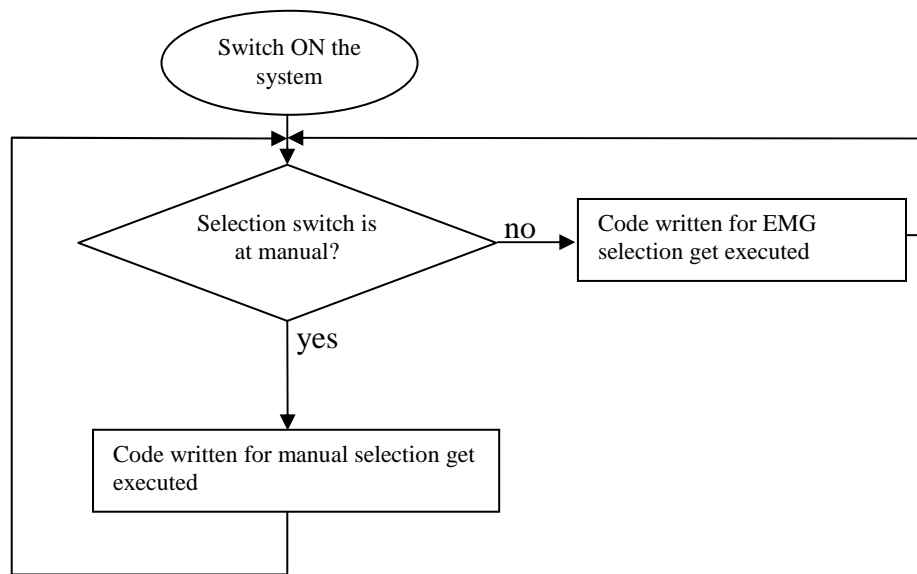 Switch ON the
system
Selection switch is
at manual?
no
Code written for EMG
selection get executed
yes
Code written for manual selection get
executed